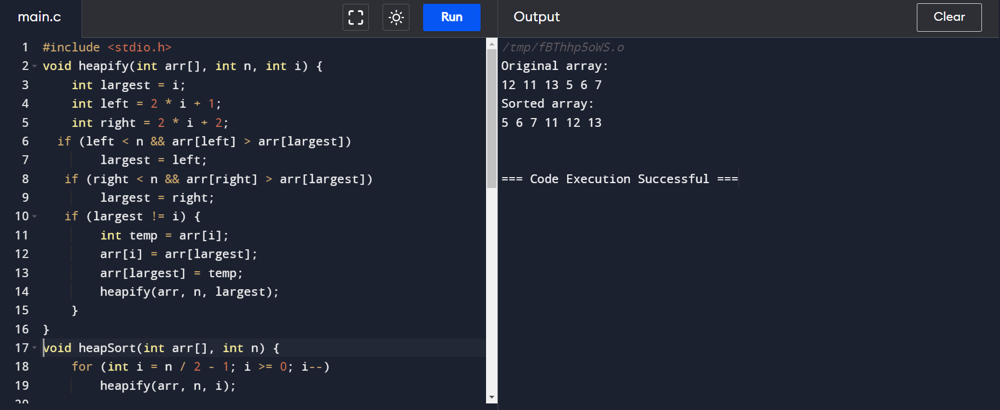 main.c
Run
1 #include <stdio.h>
2 void heapify(int arr[], int n, int i) {
3     int largest = i;
4     int left = 2 * i + 1;
5     int right = 2 * i + 2;
6   if (left < n && arr[left] > arr[largest])
7         largest = left;
8    if (right < n && arr[right] > arr[largest])
9         largest = right;
10    if (largest != i) {
11         int temp = arr[i];
12         arr[i] = arr[largest];
13         arr[largest] = temp;
14         heapify(arr, n, largest);
15     }
16 }
17 void heapSort(int arr[], int n) {
18     for (int i = n / 2 - 1; i >= 0; i--)
19         heapify(arr, n, i);
20
Output
Clear
/tmp/fBThhp5oWS.o
Original array:
12 11 13 5 6 7
Sorted array:
5 6 7 11 12 13
=== Code Execution Successful ===